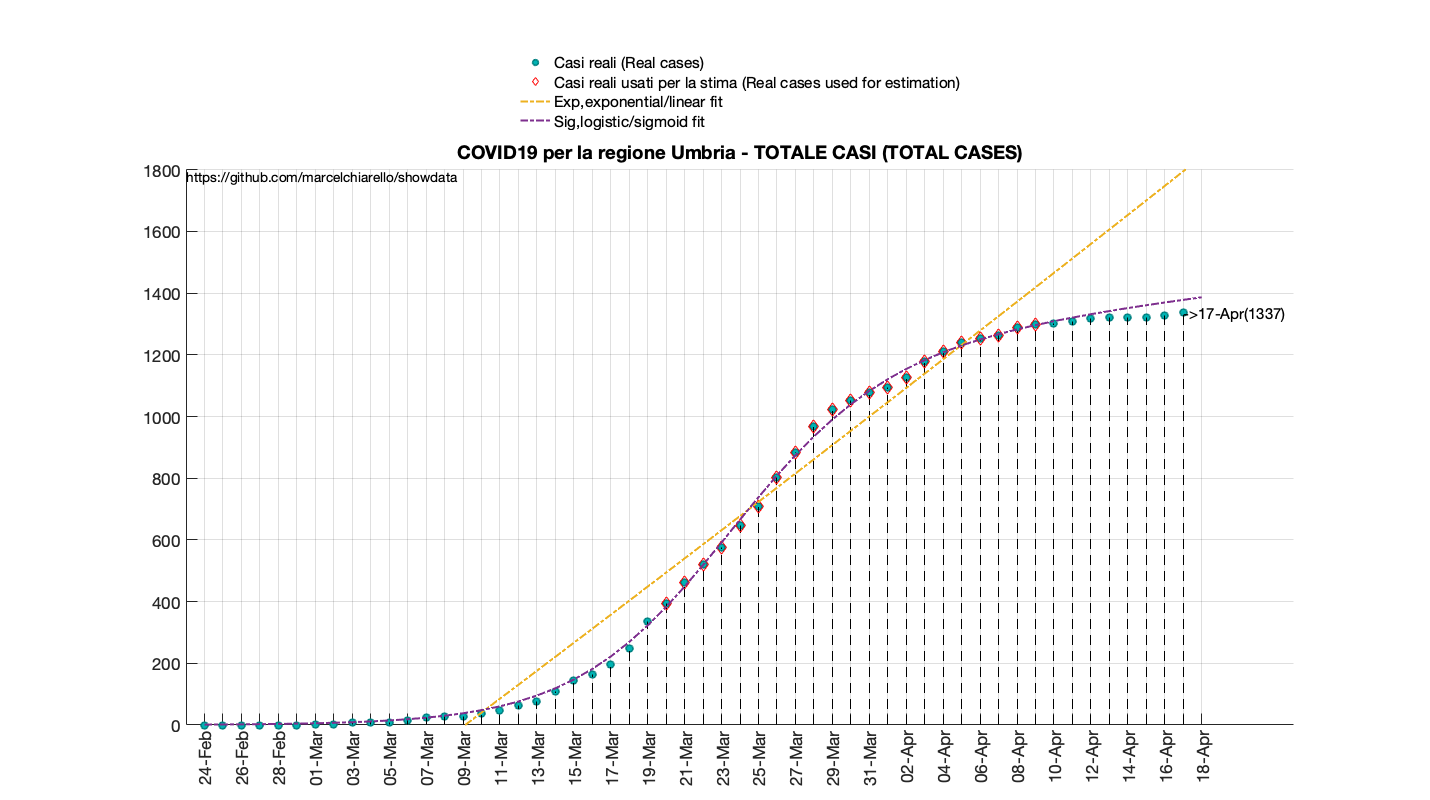 Casi reali (Real cases)
Casi reali usati per la stima (Real cases used for estimation)
Exp,exponential/linear fit
Sig,logistic/sigmoid fit
COVID19 per la regione Umbria - TOTALE CASI (TOTAL CASES)
https://github.com/marcelchiarello/showdata
1800
1600
1400
1200
1000
800
600
400
200
0
->17-Apr(1337)
24-Feb
26-Feb
28-Feb
01-Mar
03-Mar
05-Mar
07-Mar
09-Mar
11-Mar
13-Mar
15-Mar
17-Mar
19-Mar
21-Mar
23-Mar
25-Mar
27-Mar
29-Mar
31-Mar
02-Apr
04-Apr
06-Apr
08-Apr
10-Apr
12-Apr
14-Apr
16-Apr
18-Apr